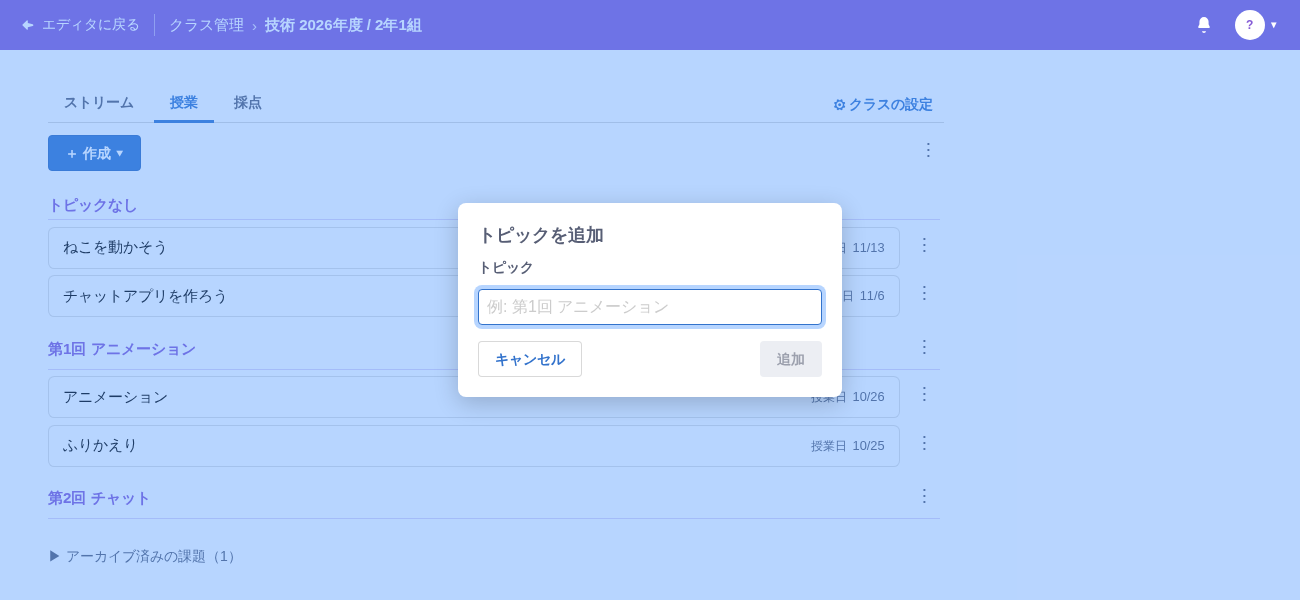 エディタに戻る クラス管理 › 技術 2026年度 / 2年1組 ? ▼
ストリーム 授業 採点 クラスの設定
＋ 作成 ▼
トピックなし
ねこを動かそう 日 11/13
チャットアプリを作ろう 日 11/6
トピックを追加
トピック
例: 第1回 アニメーション
キャンセル 追加
第1回 アニメーション
アニメーション 授業日 10/26
ふりかえり 授業日 10/25
第2回 チャット
▶ アーカイブ済みの課題（1）